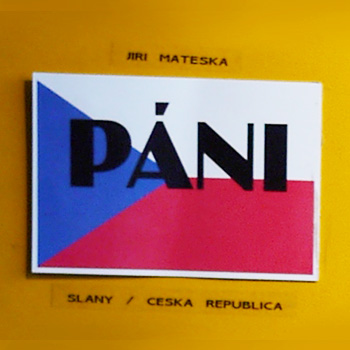 JIRI MATESKA
PÁNI
SLANY / CESKA REPUBLICA